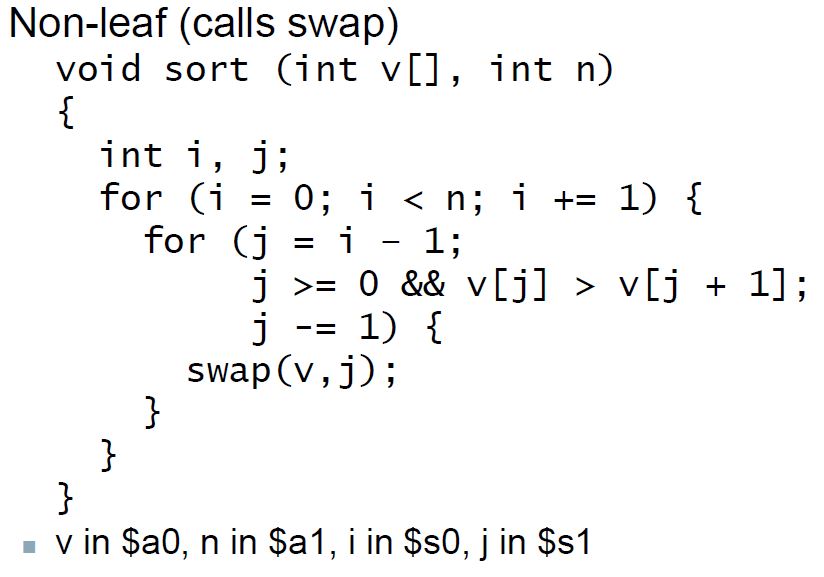 Non-leaf (calls swap)
void sort (int v[], int n)
{
int i, j;
for (i = 0; i < n; i += 1) {
for (j = i – 1;
j >= 0 && v[j] > v[j + 1];
j -= 1) {
swap(v,j);
}
}
}
v in $a0, n in $a1, i in $s0, j in $s1